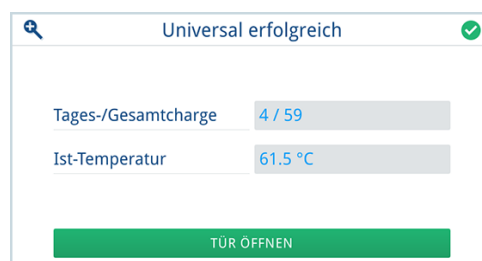 Universal erfolgreich
Tages-/Gesamtcharge 4 / 59
Ist-Temperatur 61.5 °C
TÜR ÖFFNEN